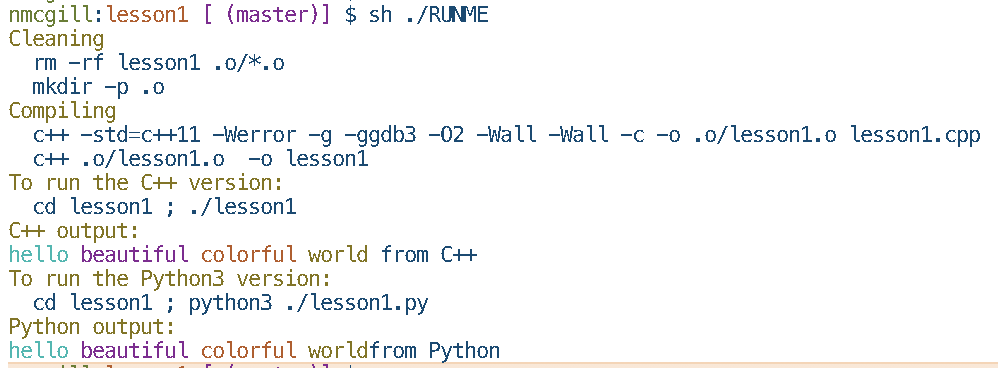 nmcgill:lesson1 [ (master)] $ sh ./RUNME
Cleaning
rm -rf lesson1 .o/*.o
mkdir -p .o
Compiling
c++ -std=c++11 -Werror -g -ggdb3 -O2 -Wall -Wall -c -o .o/lesson1.o lesson1.cpp
c++ .o/lesson1.o  -o lesson1
To run the C++ version:
cd lesson1 ; ./lesson1
C++ output:
hello beautiful colorful world from C++
To run the Python3 version:
cd lesson1 ; python3 ./lesson1.py
Python output:
hello beautiful colorful worldfrom Python